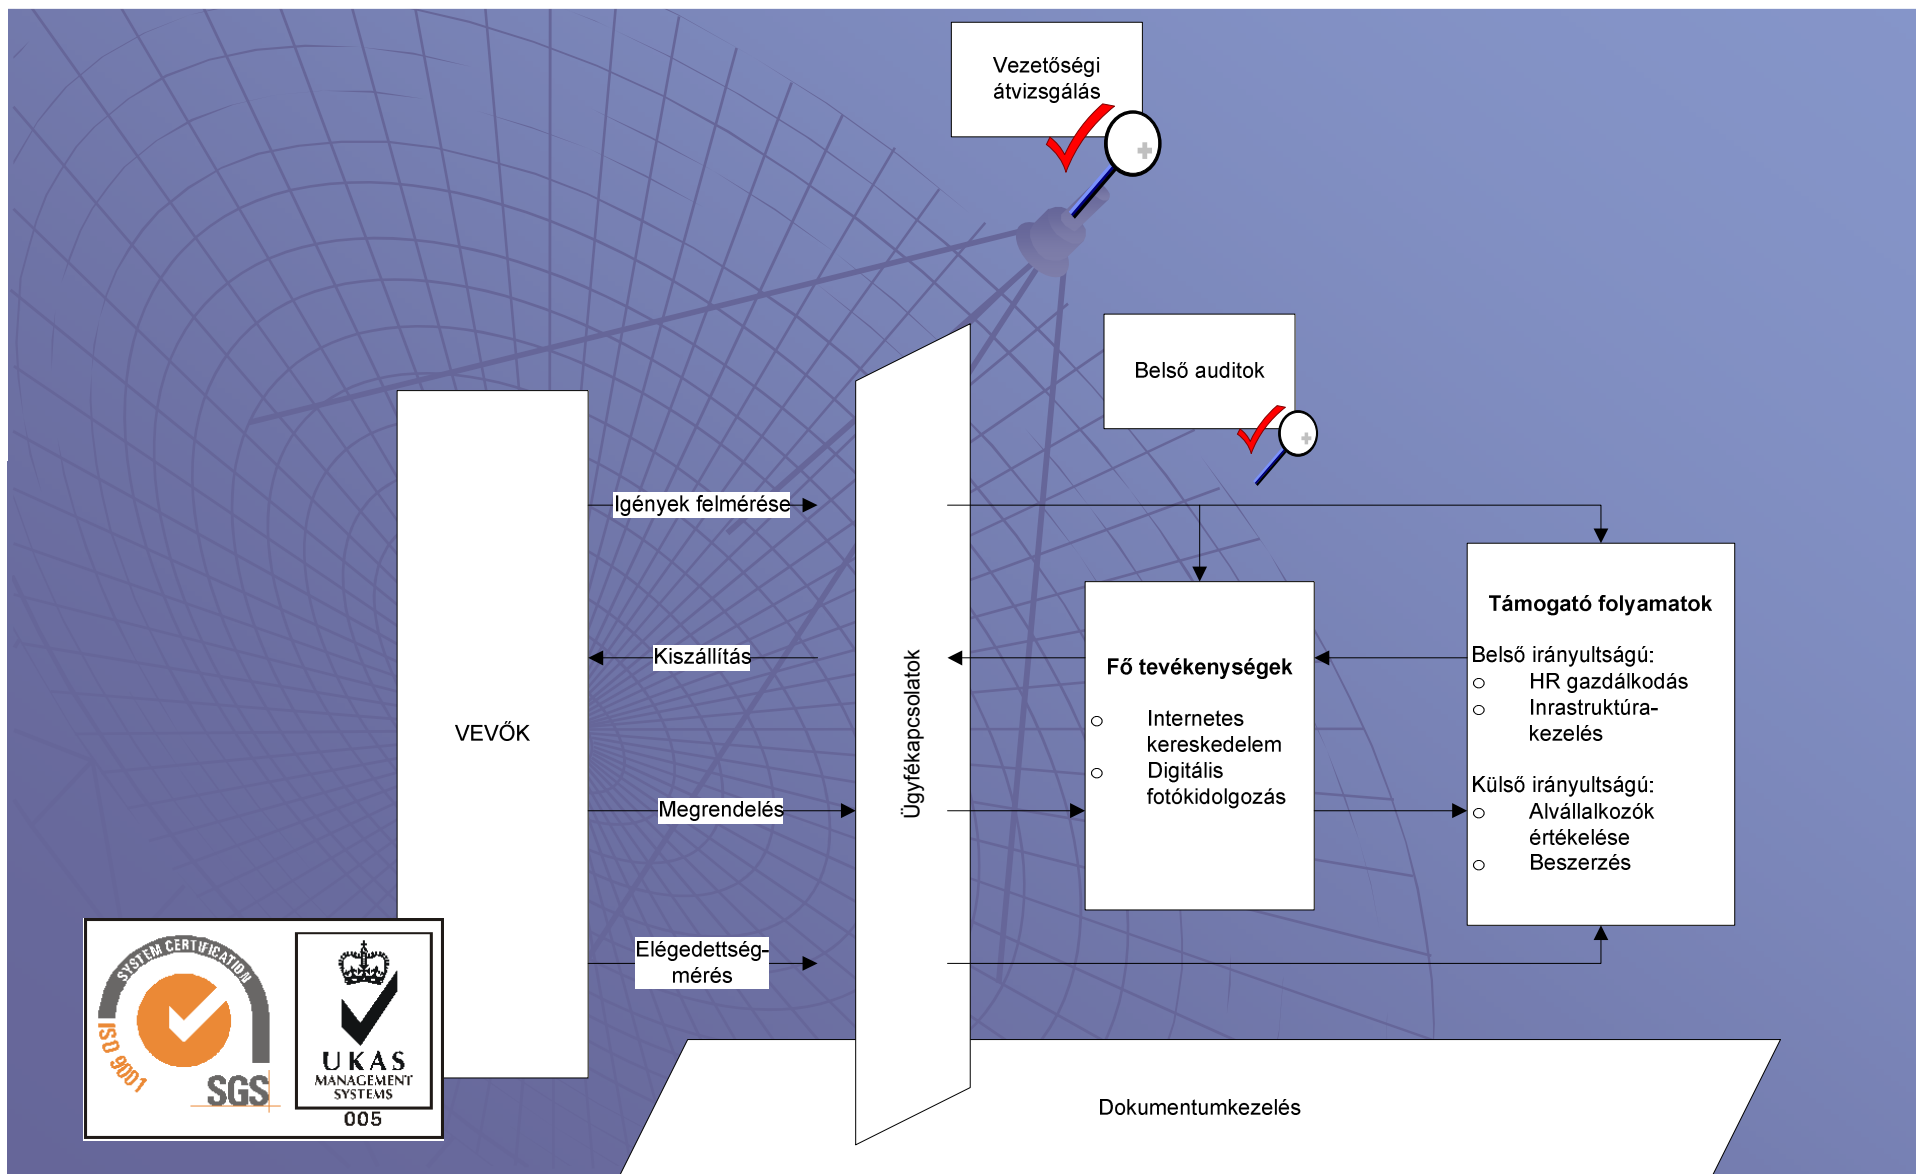 Vezetőségi
átvizsgálás
Belső auditok
Igények felmérése
Kiszállítás
VEVŐK
Megrendelés
Elégedettség-
mérés
Ügyfékapcsolatok
Fő tevékenységek
o Internetes
kereskedelem
o Digitális
fotókidolgozás
Támogató folyamatok
Belső irányultságú:
o HR gazdálkodás
o Inrastruktúra-
kezelés
Külső irányultságú:
o Alvállalkozók
értékelése
o Beszerzés
Dokumentumkezelés
SYSTEM CERTIFICATION
ISO 9001
SGS
UKAS
MANAGEMENT
SYSTEMS
005